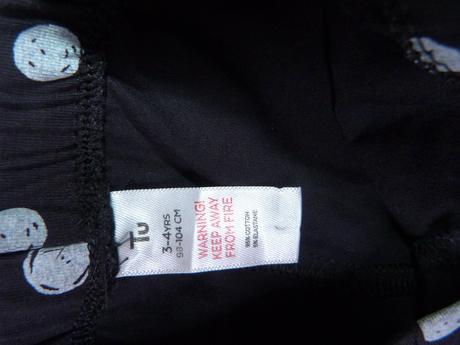 Tu
3-4YRS
98-104 CM
WARNING!
KEEP AWAY
FROM FIRE
95% COTTON
5% ELASTANE